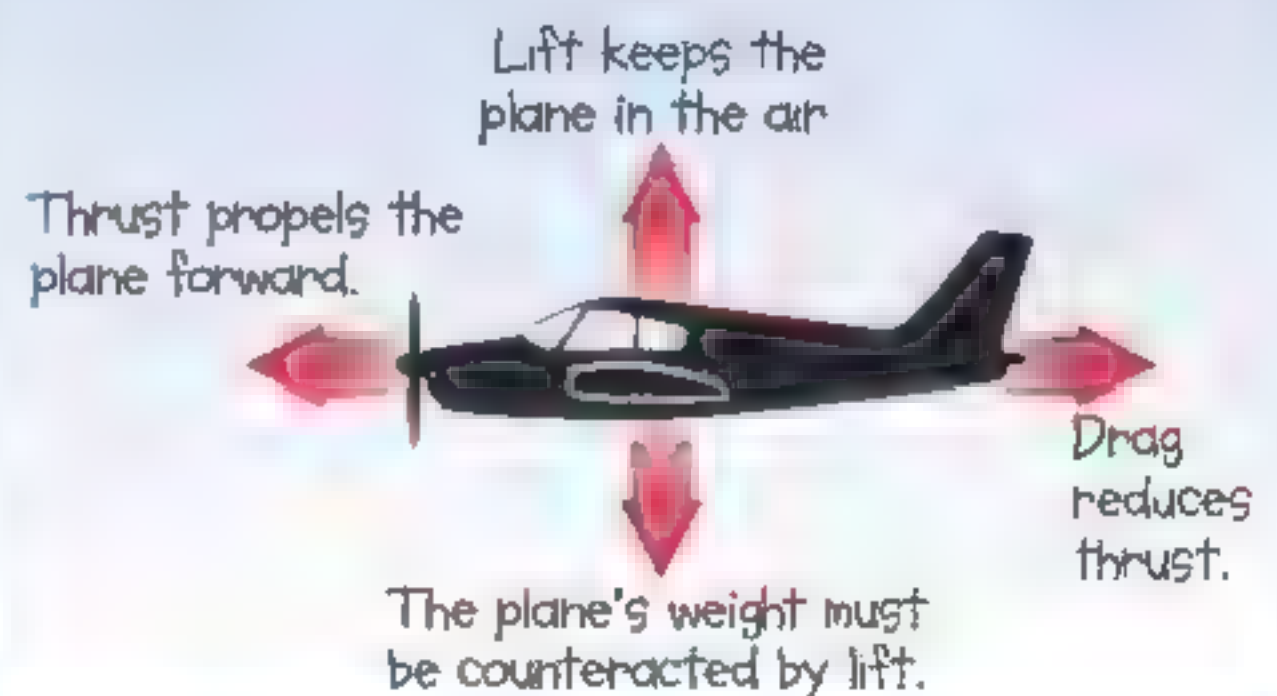 Lift keeps the
plane in the air
Thrust propels the
plane forward.
Drag
reduces
thrust.
The plane's weight must
be counteracted by lift.